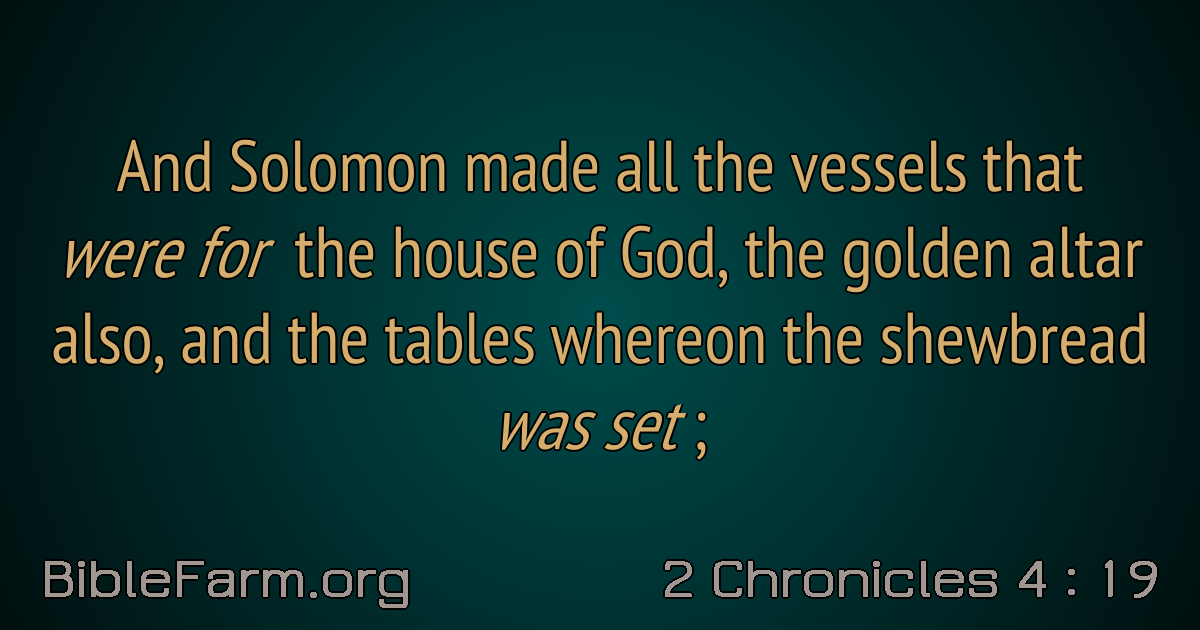 And Solomon made all the vessels that
were for the house of God, the golden altar
also, and the tables whereon the shewbread
was set ;
BibleFarm.org
2 Chronicles 4 : 19